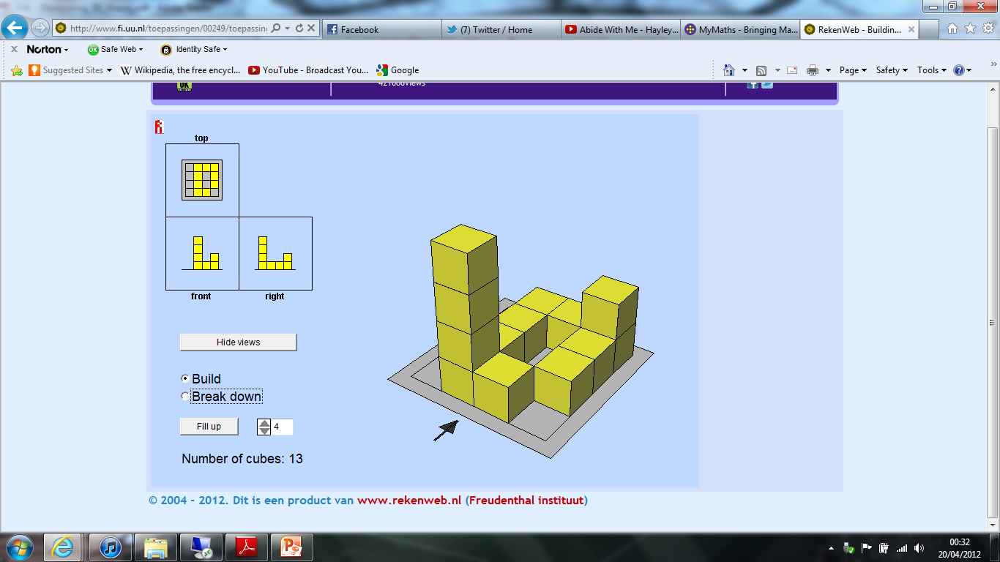 http://www.fi.uu.nl/toepassingen/00249/toepassing
Facebook
(7) Twitter / Home
Abide With Me - Hayley...
MyMaths - Bringing Ma...
RekenWeb - Buildin...
Norton
OK
Safe Web
Identity Safe
Suggested Sites
Wikipedia, the free encycl...
YouTube - Broadcast You...
Google
Page
Safety
Tools
top
front
right
Hide views
Build
Break down
Fill up
4
Number of cubes: 13
© 2004 - 2012. Dit is een product van www.rekenweb.nl (Freudenthal instituut)
00:32
20/04/2012